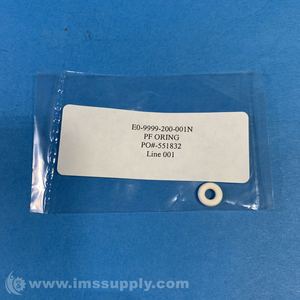 E0-9999-200-001N
PF ORING
PO#-551832
Line 001
© www.imssupply.com